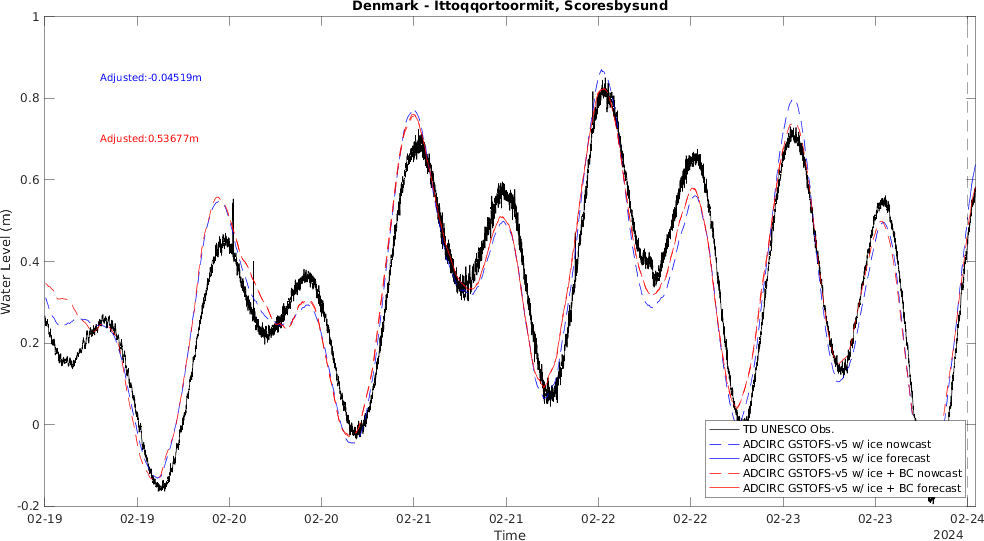 Denmark - Ittoqqortoormiit, Scoresbysund
1
0.8
0.6
0.4
0.2
0
-0.2
Water Level (m)
Adjusted:-0.04519m
Adjusted:0.53677m
TD UNESCO Obs.
ADCIRC GSTOFS-v5 w/ ice nowcast
ADCIRC GSTOFS-v5 w/ ice forecast
ADCIRC GSTOFS-v5 w/ ice + BC nowcast
ADCIRC GSTOFS-v5 w/ ice + BC forecast
02-19 02-19 02-20 02-20 02-21 02-21 02-22 02-22 02-23 02-23 02-24
Time
2024